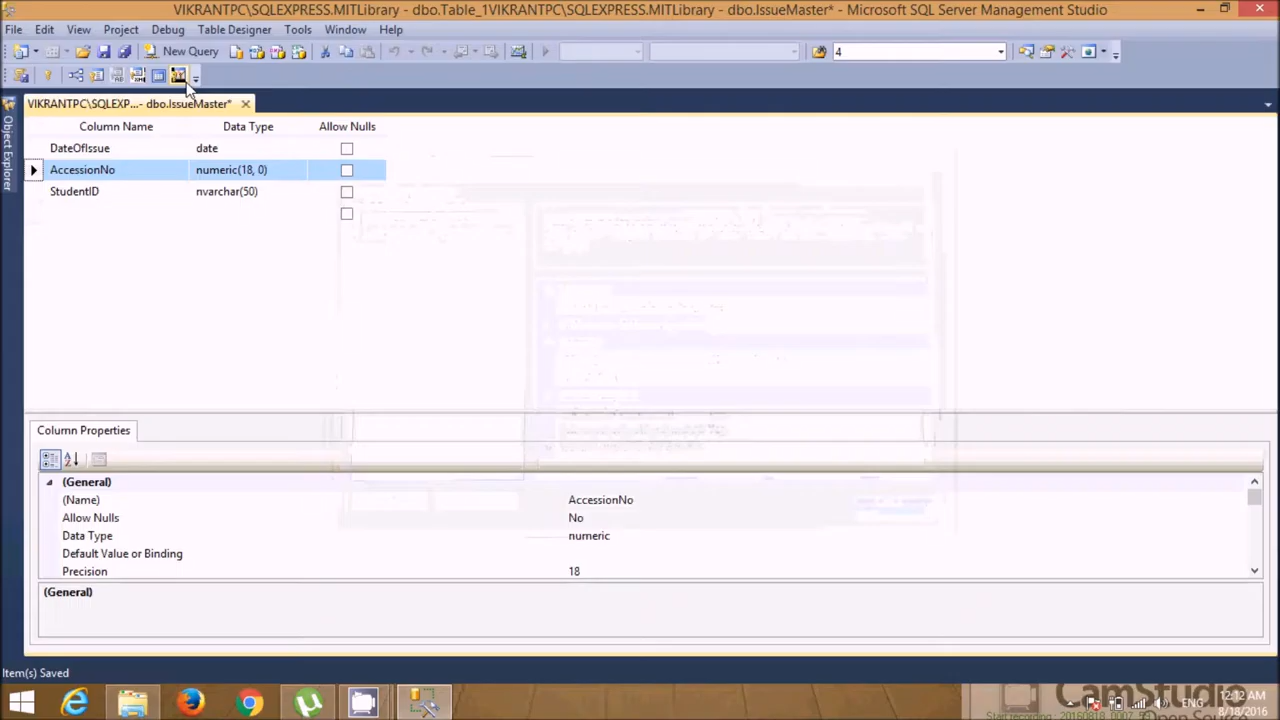 VIKRANTPC\SQLEXPRESS.MITLibrary - dbo.Table_1VIKRANTPC\SQLEXPRESS.MITLibrary - dbo.IssueMaster* - Microsoft SQL Server Management Studio
File Edit View Project Debug Table Designer Tools Window Help
New Query 4
VIKRANTPC\SQLEXP...- dbo.IssueMaster*
Object Explorer
Column Name Data Type Allow Nulls
DateOfIssue date
AccessionNo numeric(18, 0)
StudentID nvarchar(50)
Column Properties
(General)
(Name) AccessionNo
Allow Nulls No
Data Type numeric
Default Value or Binding
Precision 18
(General)
Item(s) Saved
CamStudio
ENG 12:12 AM
8/18/2016